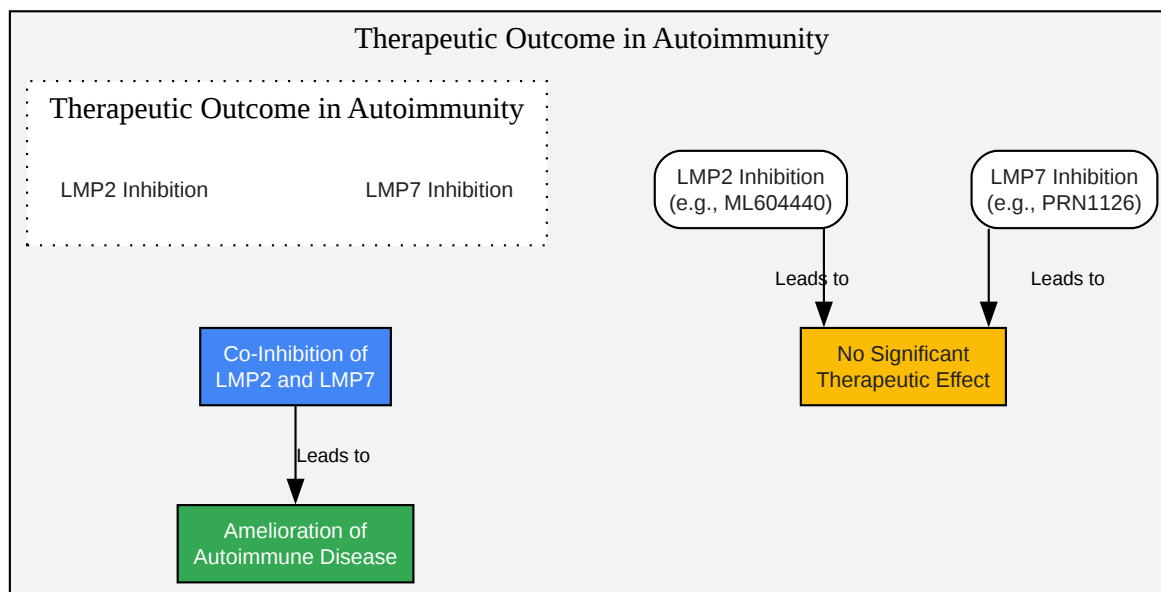 Therapeutic Outcome in Autoimmunity
Therapeutic Outcome in Autoimmunity
LMP2 Inhibition
LMP7 Inhibition
LMP2 Inhibition
(e.g., ML604440)
LMP7 Inhibition
(e.g., PRN1126)
Leads to
Leads to
Co-Inhibition of
LMP2 and LMP7
No Significant
Therapeutic Effect
Leads to
Amelioration of
Autoimmune Disease